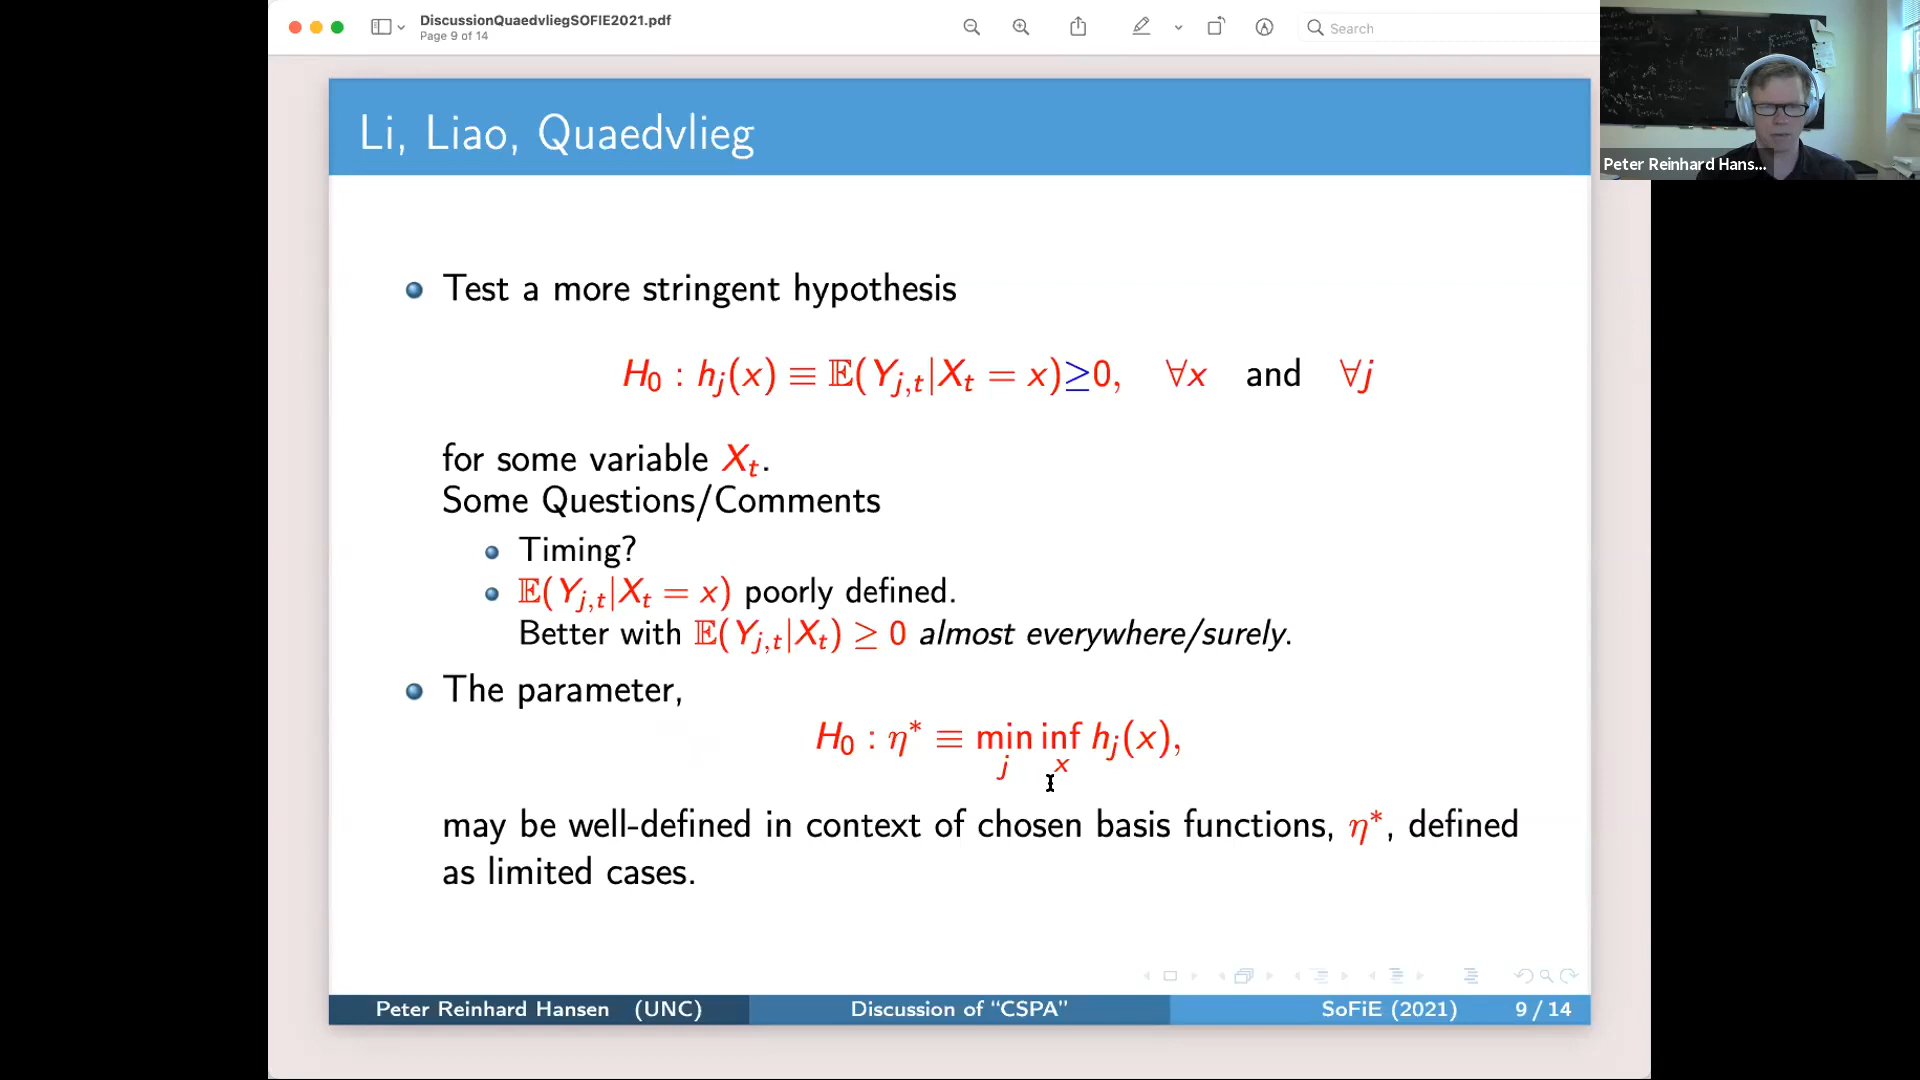 DiscussionQuaedvliegSOFIE2021.pdf
Page 9 of 14
Search
Peter Reinhard Hans...
Li, Liao, Quaedvlieg
Test a more stringent hypothesis
H₀ : hⱼ(x) ≡ 𝔼(Yⱼ,ₜ|Xₜ = x)≥0, ∀x and ∀j
for some variable Xₜ.
Some Questions/Comments
Timing?
𝔼(Yⱼ,ₜ|Xₜ = x) poorly defined.
Better with 𝔼(Yⱼ,ₜ|Xₜ) ≥ 0 almost everywhere/surely.
The parameter,
H₀ : η* ≡ min inf hⱼ(x),
j x
may be well-defined in context of chosen basis functions, η*, defined
as limited cases.
Peter Reinhard Hansen (UNC) Discussion of “CSPA” SoFiE (2021) 9 / 14